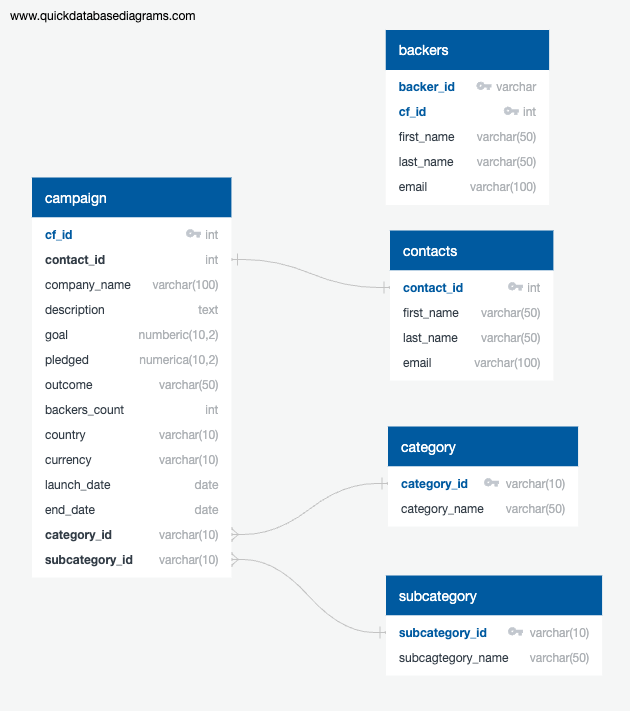 www.quickdatabasediagrams.com
backers
backer_id varchar
cf_id int
first_name varchar(50)
last_name varchar(50)
email varchar(100)
campaign
cf_id int
contact_id int
company_name varchar(100)
description text
goal numberic(10,2)
pledged numerica(10,2)
outcome varchar(50)
backers_count int
country varchar(10)
currency varchar(10)
launch_date date
end_date date
category_id varchar(10)
subcategory_id varchar(10)
contacts
contact_id int
first_name varchar(50)
last_name varchar(50)
email varchar(100)
category
category_id varchar(10)
category_name varchar(50)
subcategory
subcategory_id varchar(10)
subcagtegory_name varchar(50)